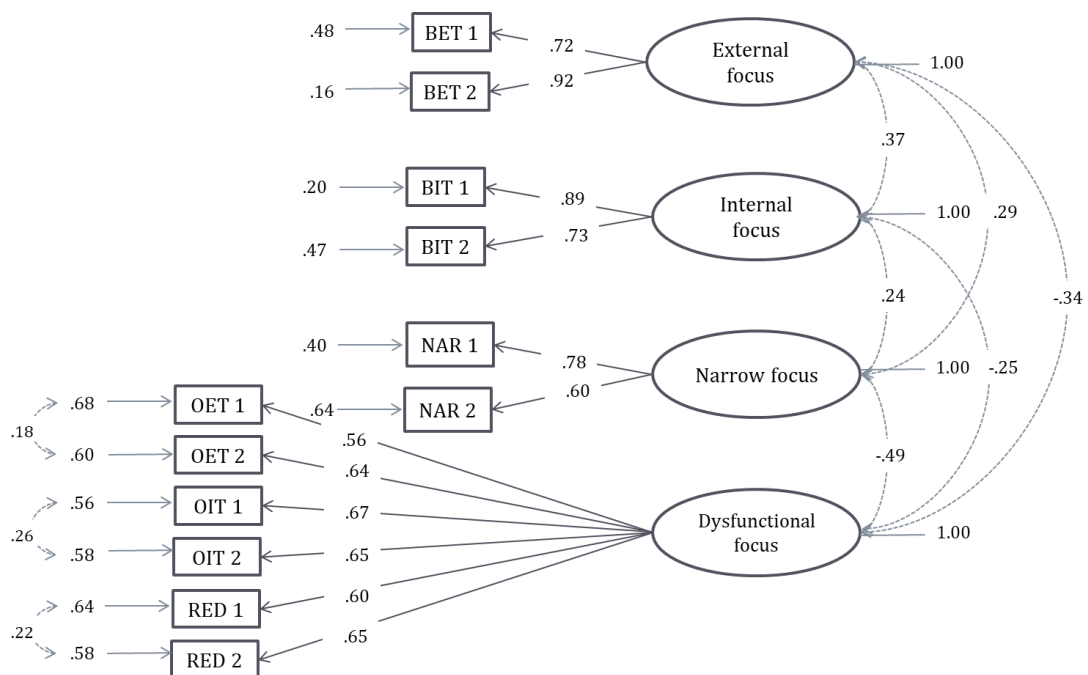 .48
BET 1
.72
External
focus
1.00
.16
BET 2
.92
.37
.20
BIT 1
.89
Internal
focus
1.00
.29
.47
BIT 2
.73
.24
-.34
.40
NAR 1
.78
Narrow focus
1.00
-.25
.64
NAR 2
.60
.18
.68
OET 1
.56
.60
OET 2
.64
-.49
.26
.56
OIT 1
.67
Dysfunctional
focus
1.00
.58
OIT 2
.65
.22
.64
RED 1
.60
.58
RED 2
.65